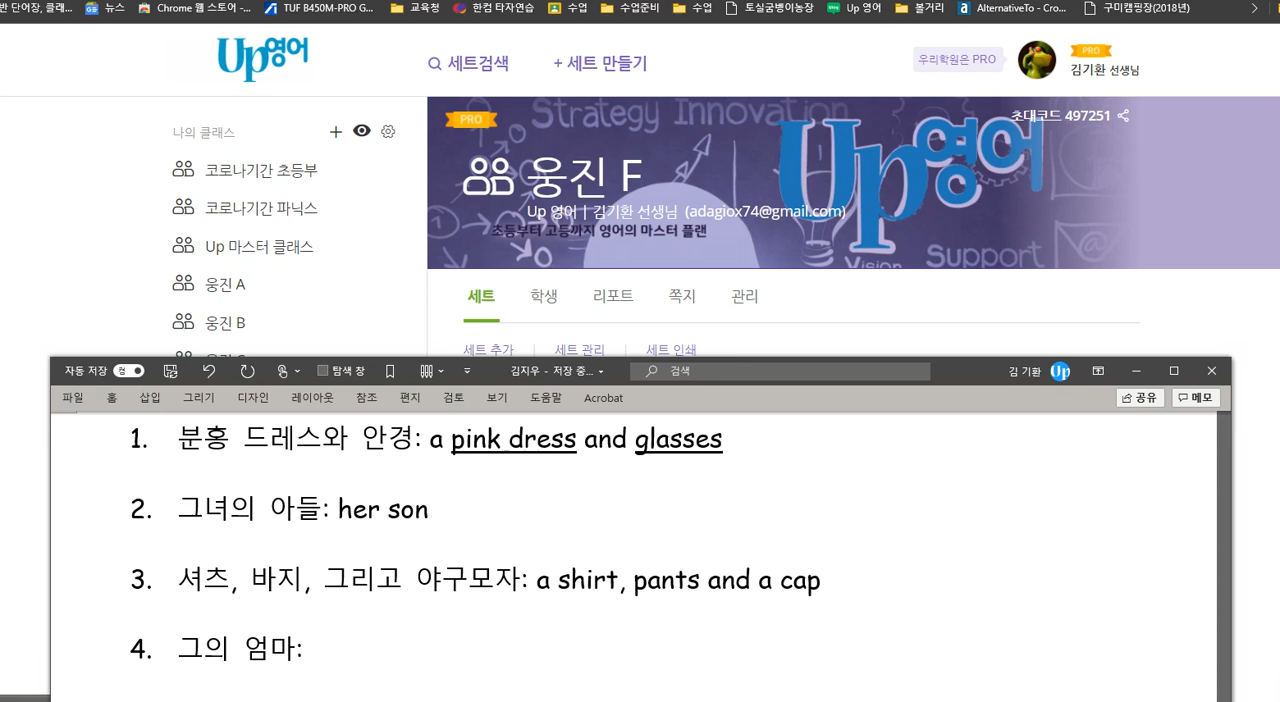 반 단어장, 클래... 뉴스 Chrome 웹 스토어 -... TUF B450M-PRO G... 교육청 한컴 타자연습 수업 수업준비 수업 토실굼벵이농장 Up 영어 볼거리 AlternativeTo - Cro... 구미캠핑장(2018년)
Up영어 세트검색 + 세트 만들기 우리학원은 PRO PRO
김기환 선생님
나의 클래스
코로나기간 초등부
코로나기간 파닉스
Up 마스터 클래스
웅진 A
웅진 B
PRO Strategy Innovation 초대코드 497251
웅진 F Up영어
Up 영어 | 김기환 선생님 (adagiox74@gmail.com)
초등부터 고등까지 영어의 마스터 플랜
Vision Support
세트 학생 리포트 쪽지 관리
세트 추가 세트 관리 세트 인쇄
자동 저장 컴 탐색 창 김지우 - 저장 중... 검색 김 기환 Up
파일 홈 삽입 그리기 디자인 레이아웃 참조 편지 검토 보기 도움말 Acrobat 공유 메모
1. 분홍 드레스와 안경: a pink dress and glasses
2. 그녀의 아들: her son
3. 셔츠, 바지, 그리고 야구모자: a shirt, pants and a cap
4. 그의 엄마: